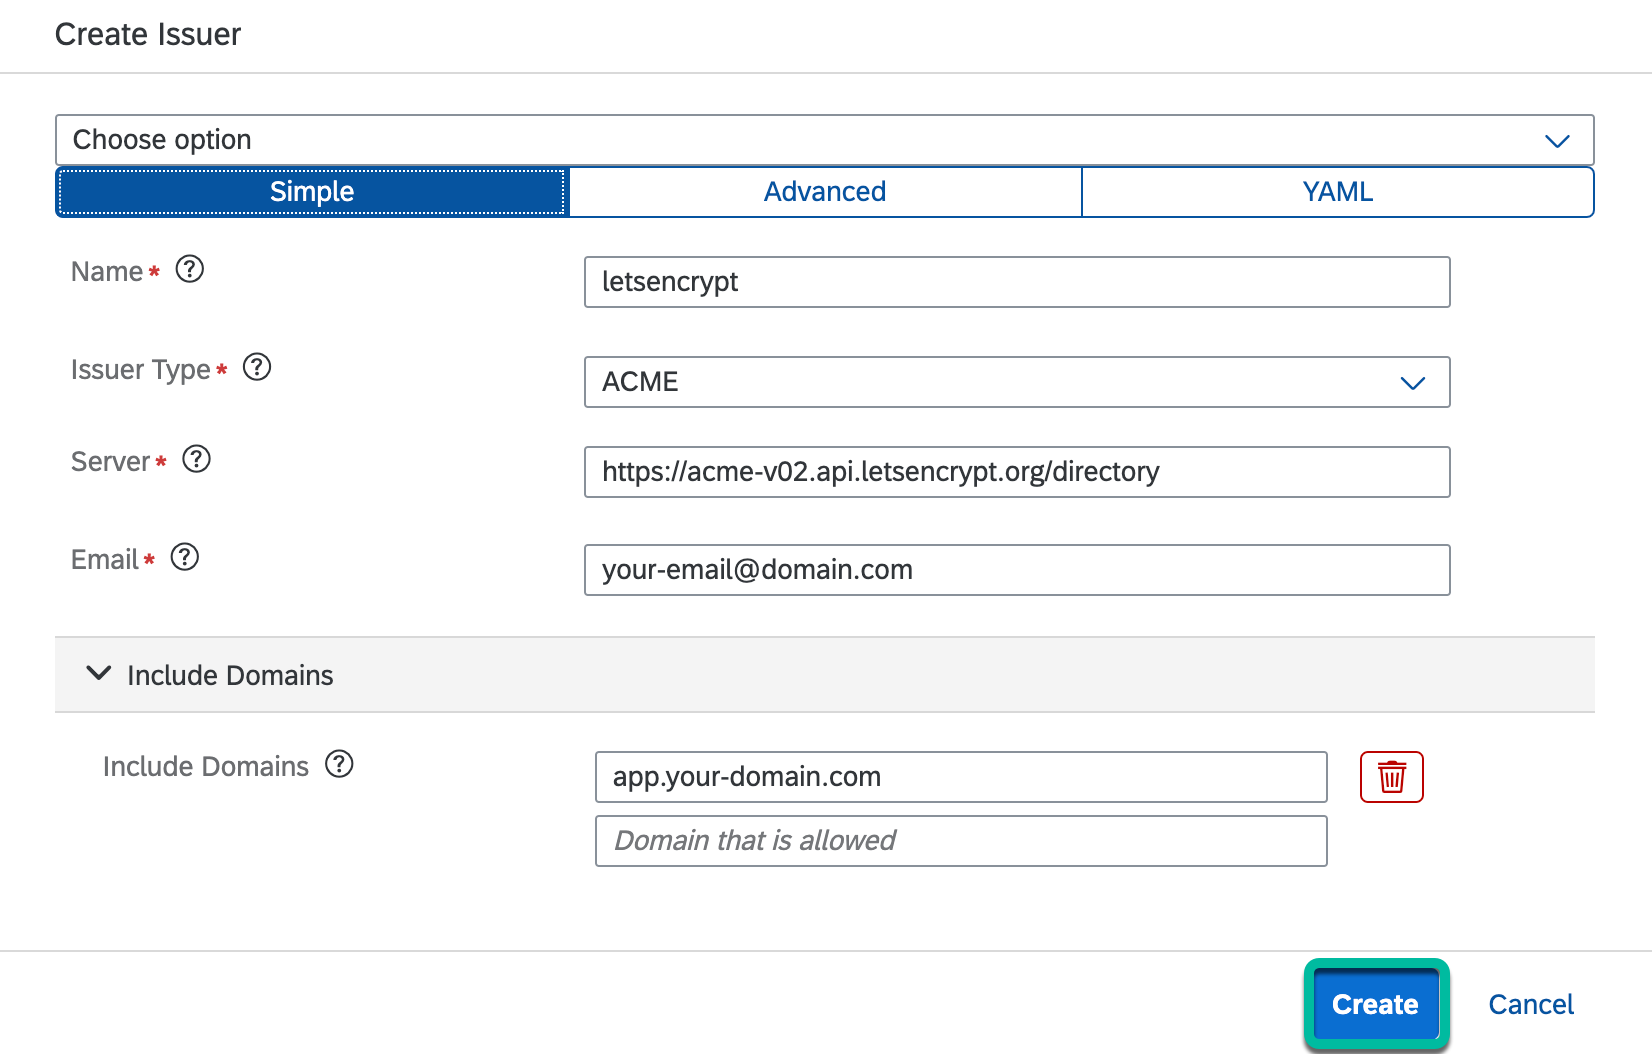 Create Issuer
Choose option
Simple Advanced YAML
Name* ? letsencrypt
Issuer Type* ? ACME
Server* ? https://acme-v02.api.letsencrypt.org/directory
Email* ? your-email@domain.com
Include Domains
Include Domains ? app.your-domain.com
Domain that is allowed
Create Cancel